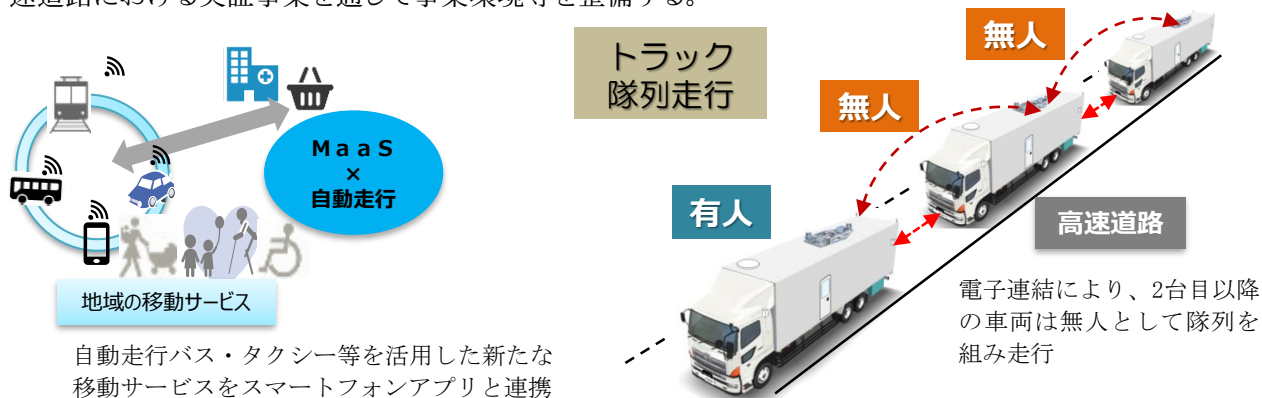 速道路における実証事業を通じて事業環境等を整備する。
MaaS
×
自動走行
地域の移動サービス
自動走行バス・タクシー等を活用した新たな
移動サービスをスマートフォンアプリと連携
トラック
隊列走行
無人
無人
有人
高速道路
電子連結により、2台目以降
の車両は無人として隊列を
組み走行